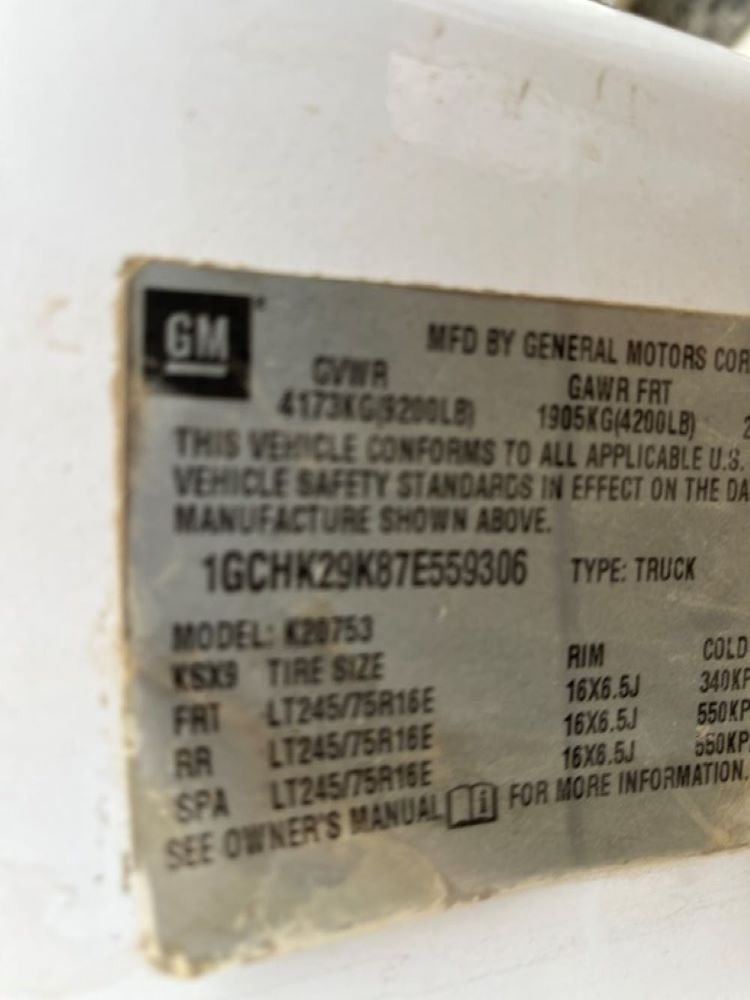 GM
MFD BY GENERAL MOTORS COR
GVWR GAWR FRT
4173KG(9200LB) 1905KG(4200LB) 2
THIS VEHICLE CONFORMS TO ALL APPLICABLE U.S.
VEHICLE SAFETY STANDARDS IN EFFECT ON THE DA
MANUFACTURE SHOWN ABOVE.
1GCHK29K87E559306 TYPE: TRUCK
MODEL: K20753
KSX9 TIRE SIZE RIM COLD
FRT LT245/75R16E 16X6.5J 340KP
RR LT245/75R16E 16X6.5J 550KP
SPA LT245/75R16E 16X6.5J 550KP
SEE OWNER'S MANUAL FOR MORE INFORMATION.